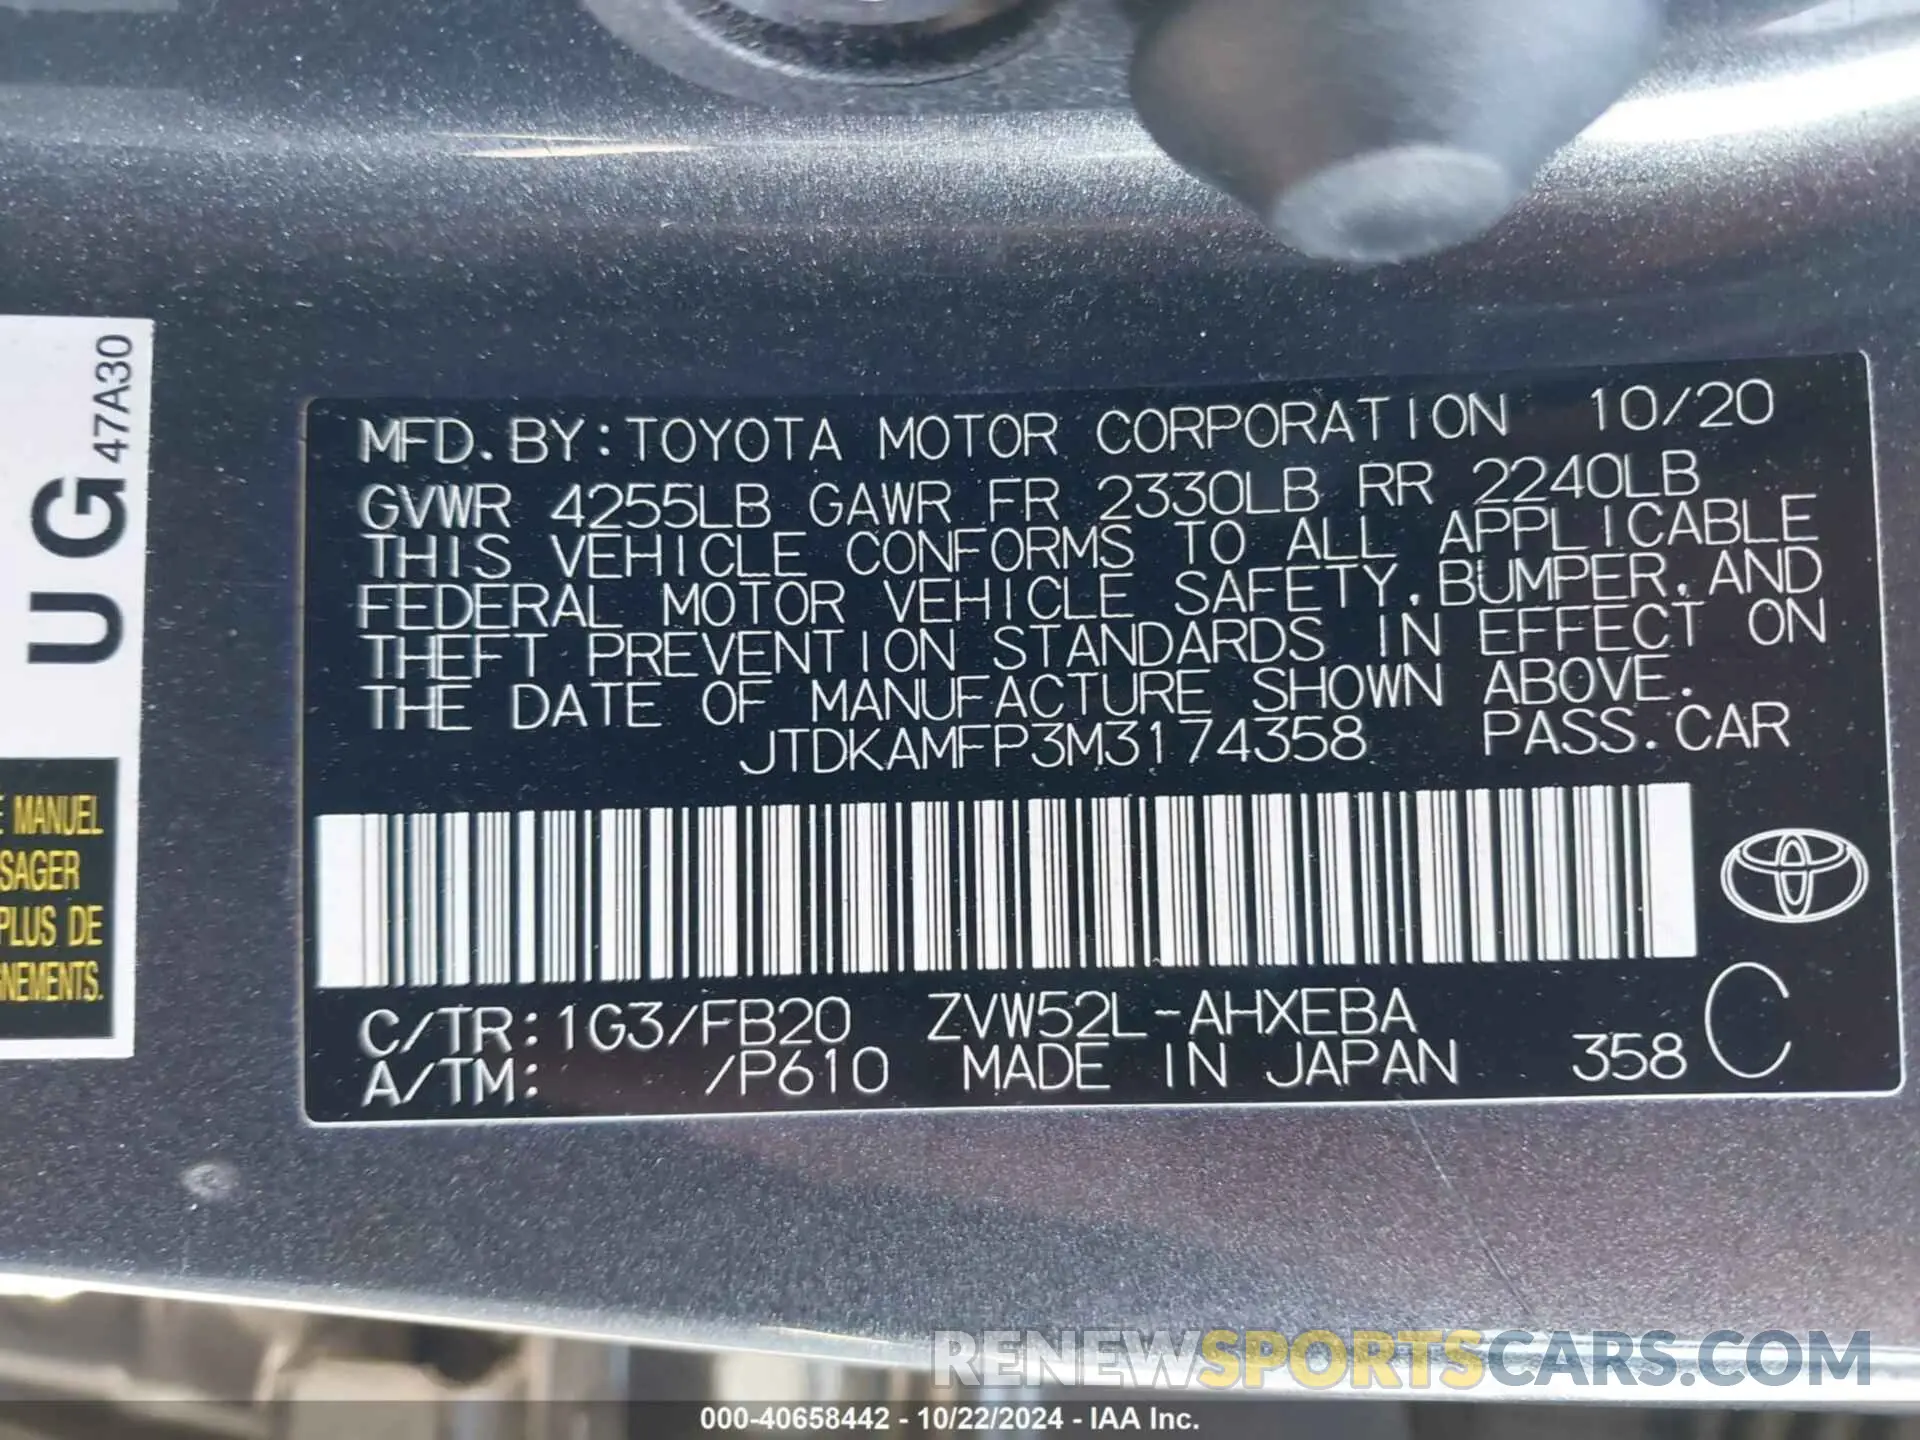 47A30
UG
E MANUEL
SAGER
PLUS DE
GNEMENTS.
MFD. BY: TOYOTA MOTOR CORPORATION 10/20
GVWR 4255LB GAWR FR 2330LB RR 2240LB
THIS VEHICLE CONFORMS TO ALL APPLICABLE
FEDERAL MOTOR VEHICLE SAFETY, BUMPER, AND
THEFT PREVENTION STANDARDS IN EFFECT ON
THE DATE OF MANUFACTURE SHOWN ABOVE.
JTDKAMFP3M3174358 PASS. CAR
C/TR: 1G3/FB20 ZVW52L-AHXEBA
A/TM: /P610 MADE IN JAPAN 358 C
RENEWSPORTSCARS.COM
000-40658442 - 10/22/2024 - IAA Inc.